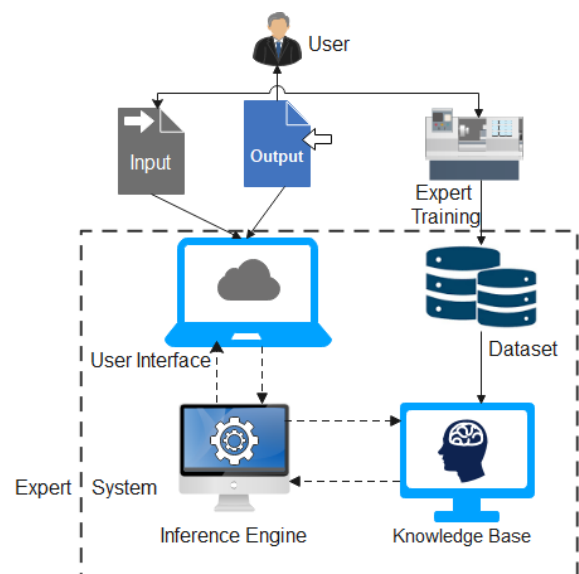 User
Input
Output
Expert
Training
User Interface
Dataset
Expert System
Inference Engine
Knowledge Base